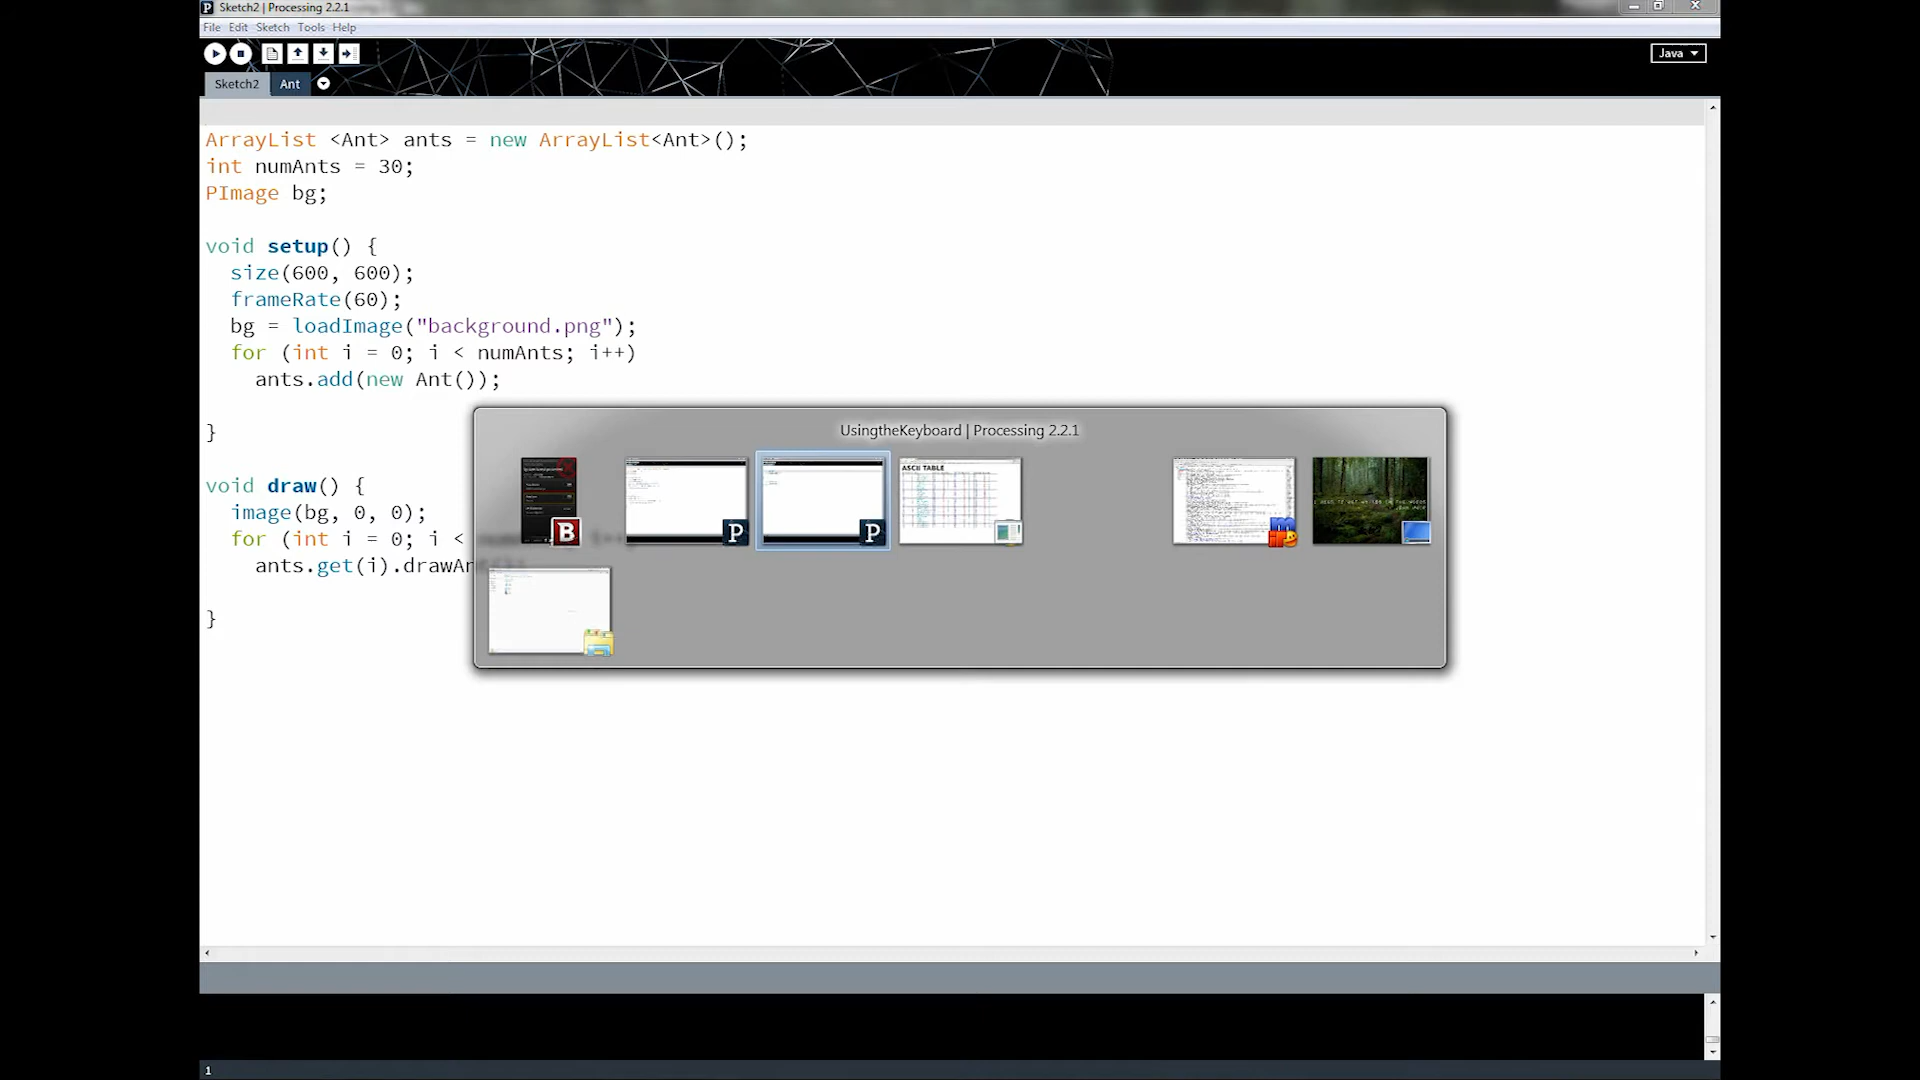 Sketch2 | Processing 2.2.1
File Edit Sketch Tools Help
Java
Sketch2 Ant
ArrayList <Ant> ants = new ArrayList<Ant>();
int numAnts = 30;
PImage bg;
void setup() {
size(600, 600);
frameRate(60);
bg = loadImage("background.png");
for (int i = 0; i < numAnts; i++)
ants.add(new Ant());
}
void draw() {
image(bg, 0, 0);
for (int i = 0; i <
ants.get(i).drawAnt
}
UsingtheKeyboard | Processing 2.2.1
B
P
P
ASCII TABLE
1